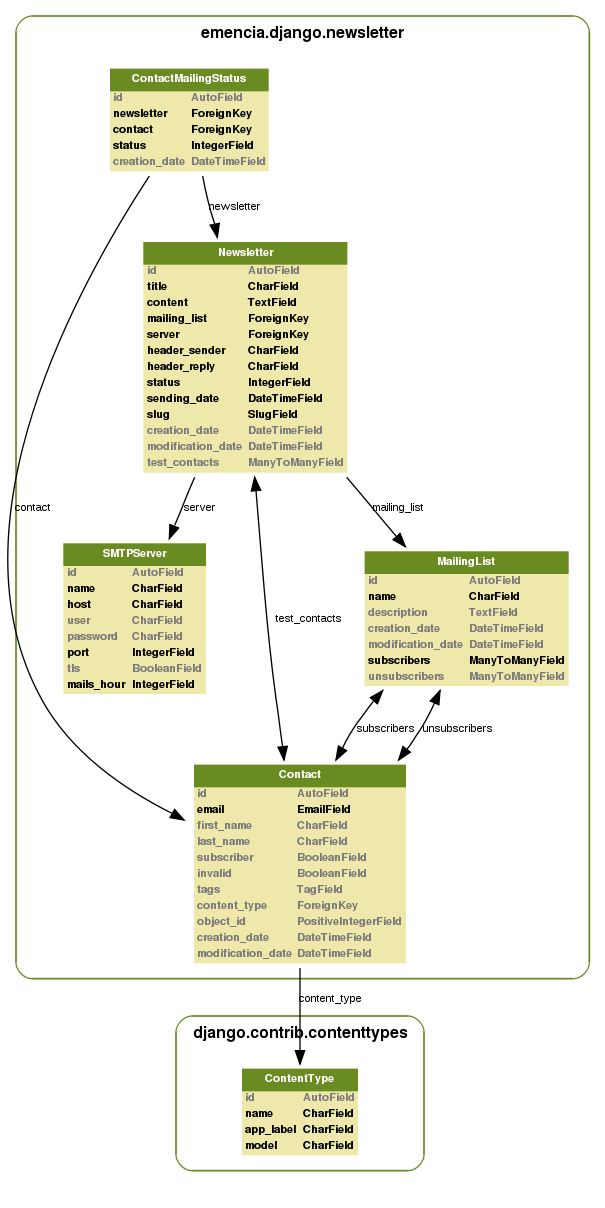 emencia.django.newsletter
ContactMailingStatus
id AutoField
newsletter ForeignKey
contact ForeignKey
status IntegerField
creation_date DateTimeField
newsletter
Newsletter
id AutoField
title CharField
content TextField
mailing_list ForeignKey
server ForeignKey
header_sender CharField
header_reply CharField
status IntegerField
sending_date DateTimeField
slug SlugField
creation_date DateTimeField
modification_date DateTimeField
test_contacts ManyToManyField
contact
server
mailing_list
SMTPServer
id AutoField
name CharField
host CharField
user CharField
password CharField
port IntegerField
tls BooleanField
mails_hour IntegerField
test_contacts
MailingList
id AutoField
name CharField
description TextField
creation_date DateTimeField
modification_date DateTimeField
subscribers ManyToManyField
unsubscribers ManyToManyField
subscribers
unsubscribers
Contact
id AutoField
email EmailField
first_name CharField
last_name CharField
subscriber BooleanField
invalid BooleanField
tags TagField
content_type ForeignKey
object_id PositiveIntegerField
creation_date DateTimeField
modification_date DateTimeField
content_type
django.contrib.contenttypes
ContentType
id AutoField
name CharField
app_label CharField
model CharField